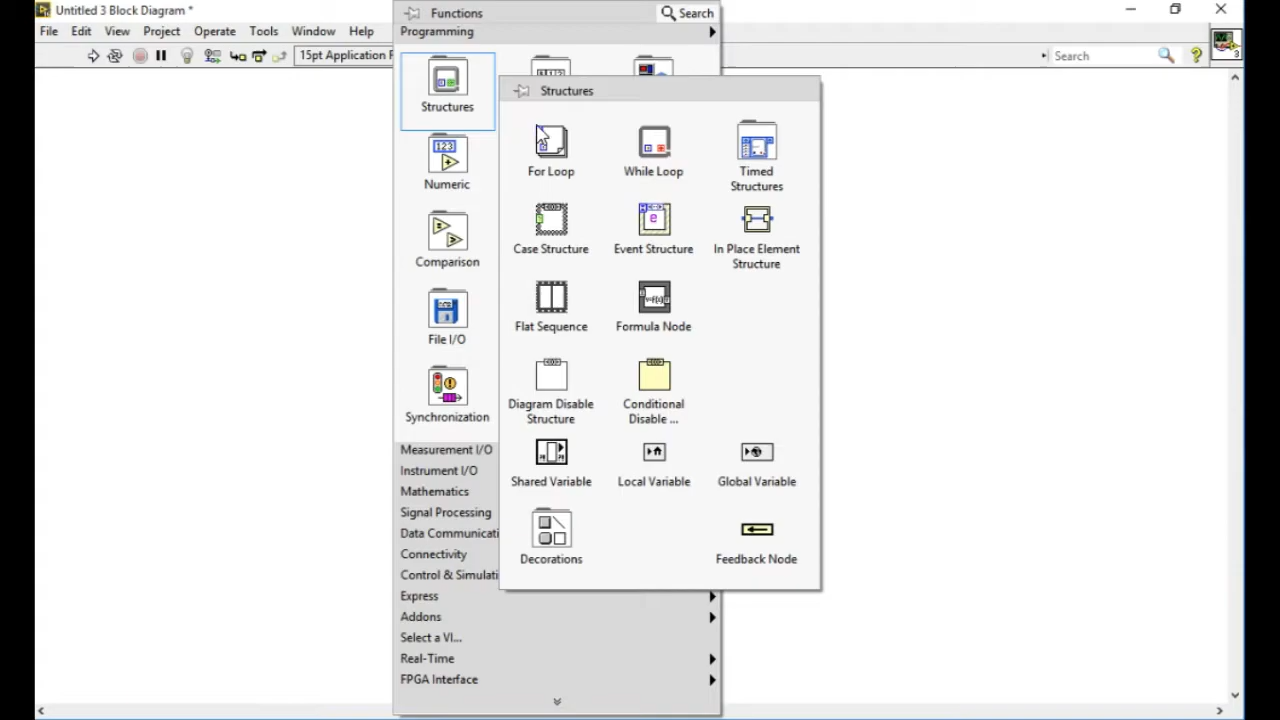 Untitled 3 Block Diagram *
File Edit View Project Operate Tools Window Help
15pt Application F
Search
?
3
Functions
Search
Programming
Structures
Numeric
123
Comparison
File I/O
Synchronization
Measurement I/O
Instrument I/O
Mathematics
Signal Processing
Data Communicati
Connectivity
Control & Simulati
Express
Addons
Select a VI...
Real-Time
FPGA Interface
Structures
For Loop
While Loop
Timed
Structures
Case Structure
Event Structure
In Place Element
Structure
Flat Sequence
Formula Node
Diagram Disable
Structure
Conditional
Disable ...
Shared Variable
Local Variable
Global Variable
Decorations
Feedback Node